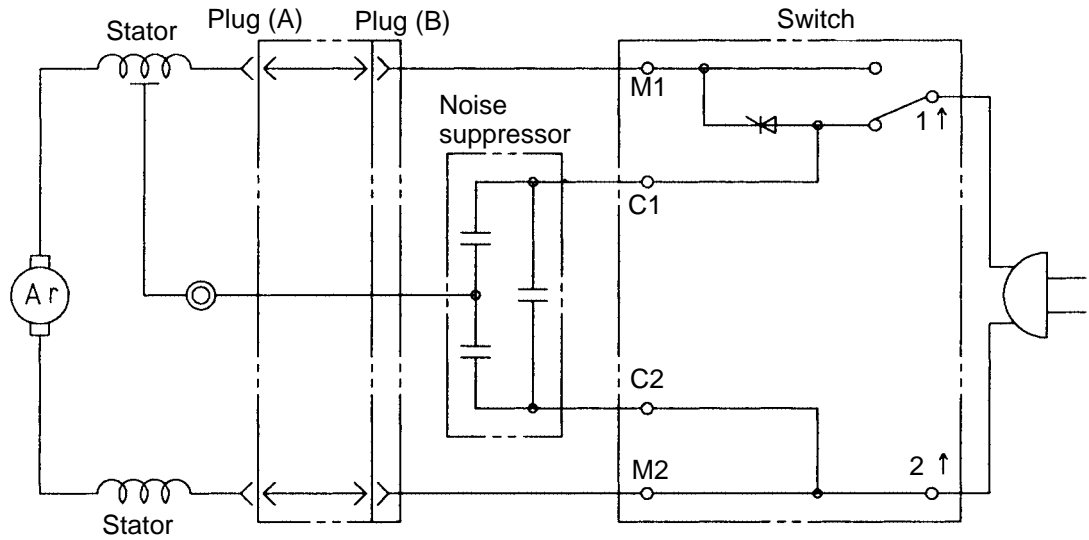 Plug (A)
Plug (B)
Switch
Stator
M1
Noise
suppressor
1↑
C1
Ar
C2
M2
2 ↑
Stator